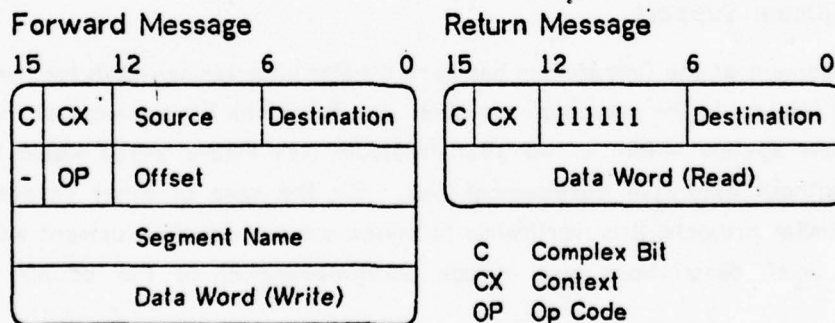 Forward Message
15 12 6 0
C CX Source Destination
- OP Offset
Segment Name
Data Word (Write)
Return Message
15 12 6 0
C CX 111111 Destination
Data Word (Read)
C Complex Bit
CX Context
OP Op Code